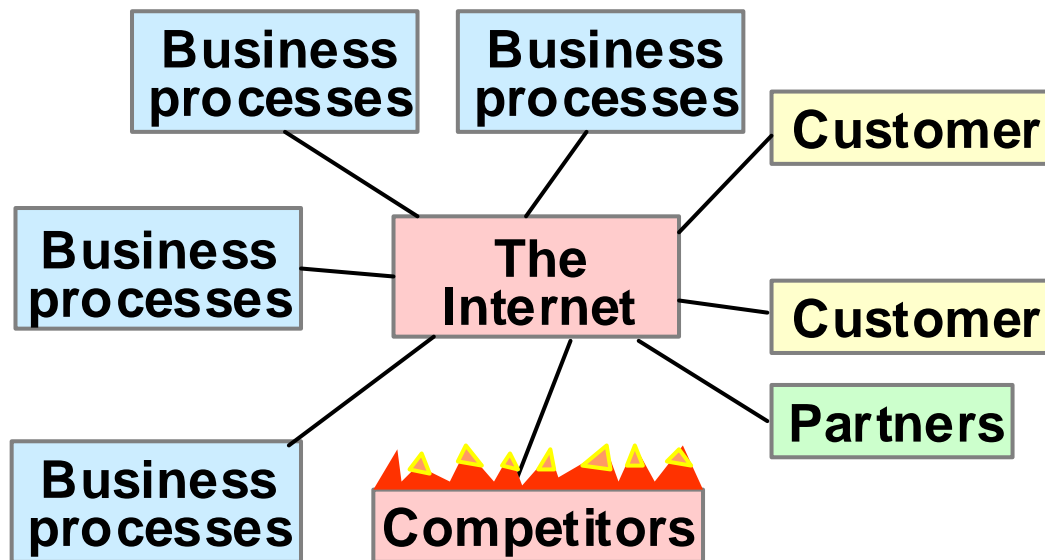 Business
processes
Business
processes
Customer
Business
processes
The
Internet
Customer
Partners
Business
processes
Competitors